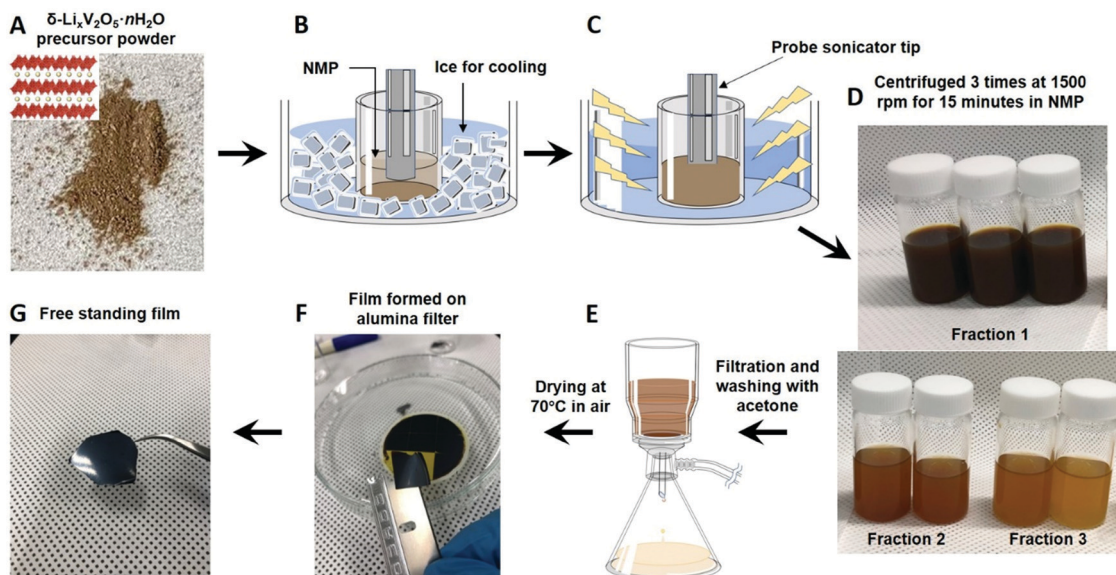 A
δ-LiₓV₂O₅·nH₂O
precursor powder
B
NMP
Ice for cooling
C
Probe sonicator tip
D
Centrifuged 3 times at 1500
rpm for 15 minutes in NMP
Fraction 1
Fraction 2
Fraction 3
E
Filtration and
washing with
acetone
Drying at
70°C in air
F
Film formed on
alumina filter
G
Free standing film